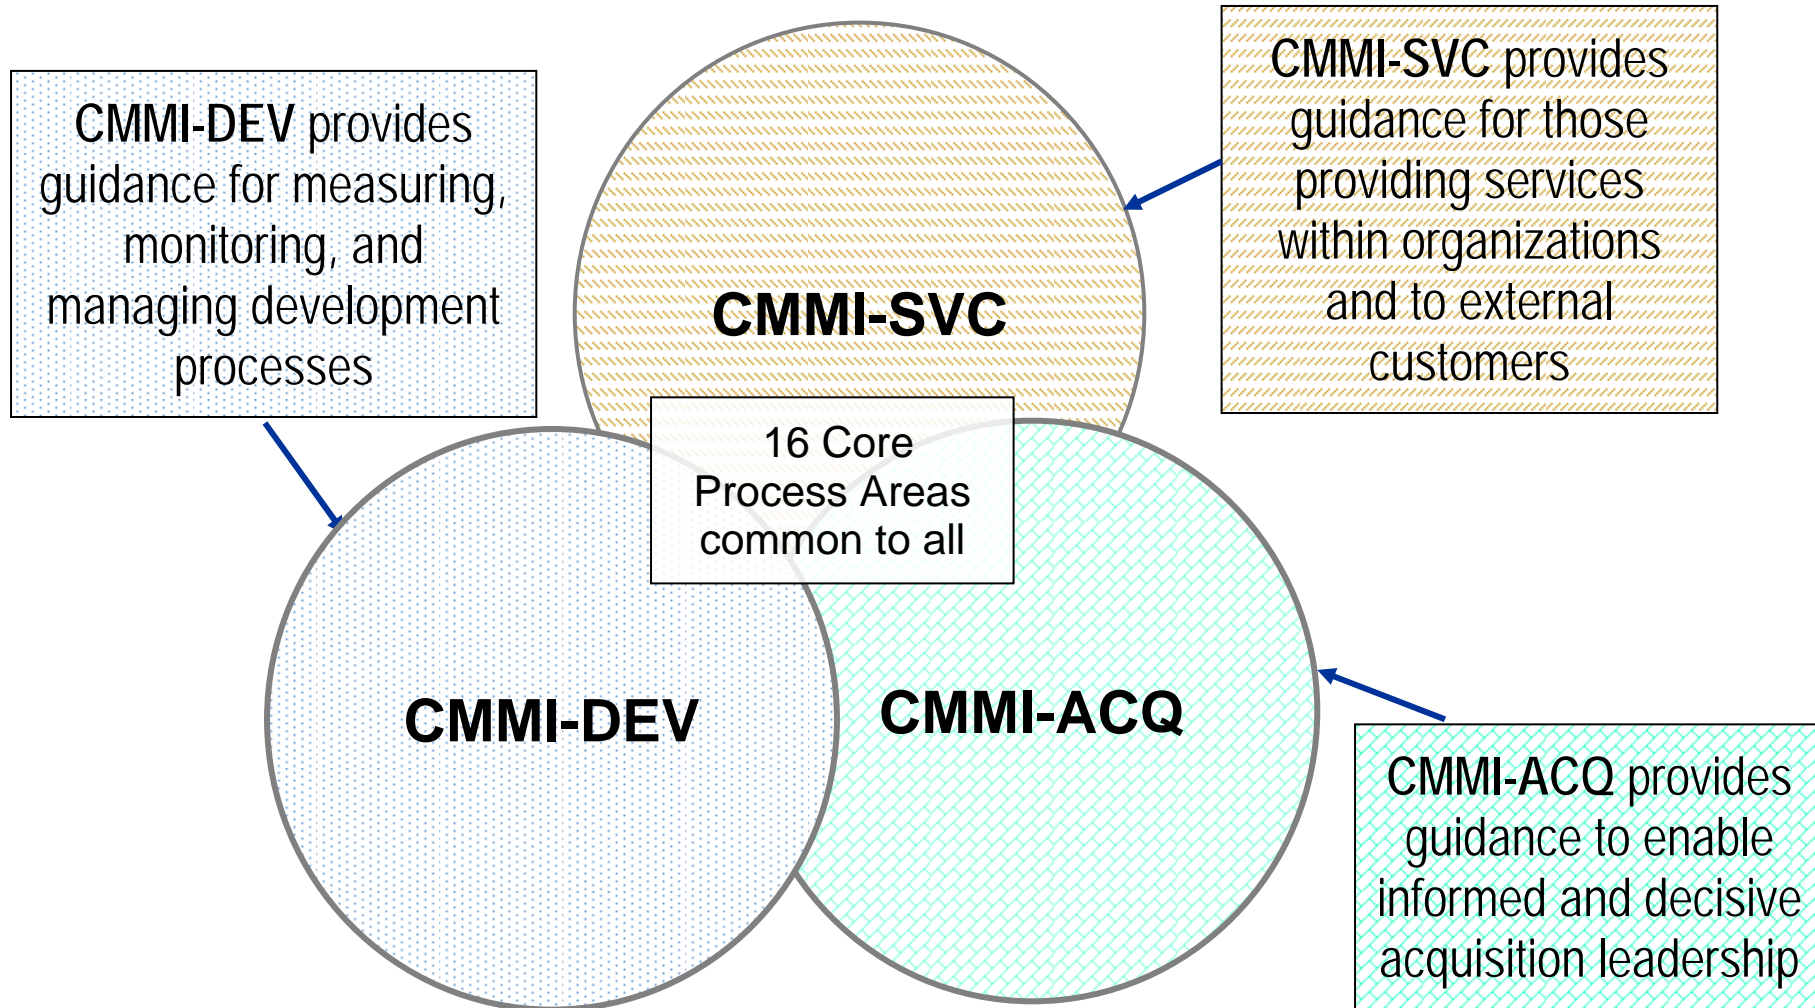 CMMI-DEV provides
guidance for measuring,
monitoring, and
managing development
processes
CMMI-SVC provides
guidance for those
providing services
within organizations
and to external
customers
CMMI-SVC
16 Core
Process Areas
common to all
CMMI-DEV
CMMI-ACQ
CMMI-ACQ provides
guidance to enable
informed and decisive
acquisition leadership